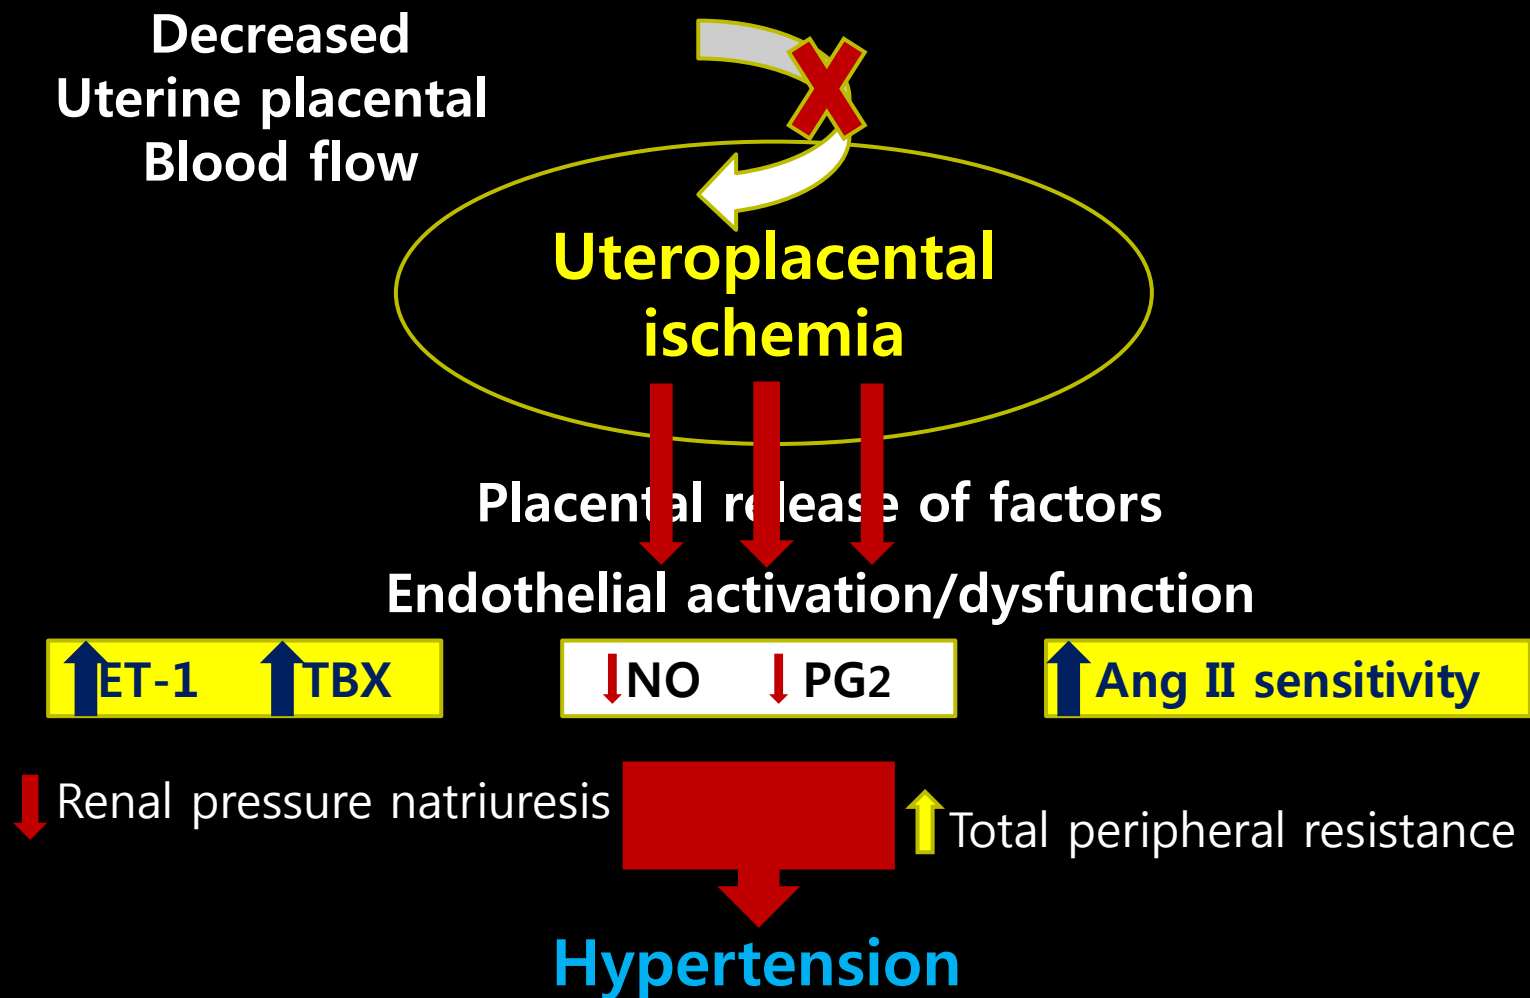 Decreased
Uterine placental
Blood flow
Uteroplacental
ischemia
Placental release of factors
Endothelial activation/dysfunction
ET-1 TBX
NO PG2
Ang II sensitivity
Renal pressure natriuresis
Total peripheral resistance
Hypertension